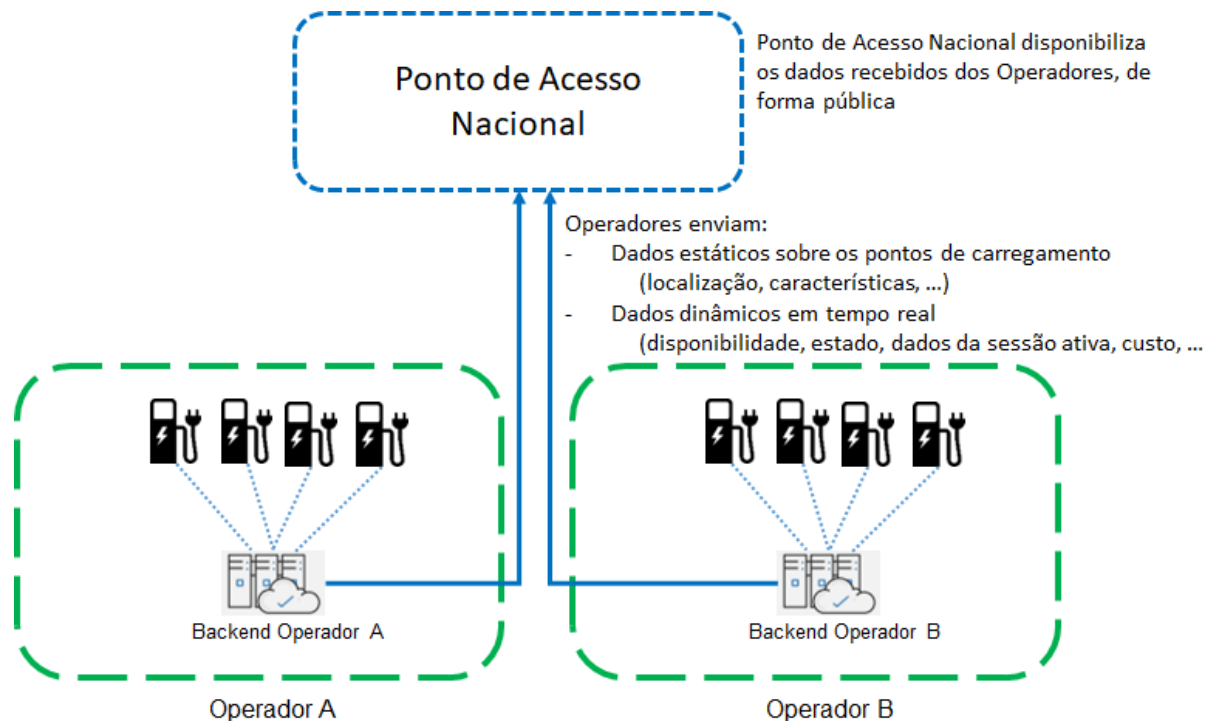 Ponto de Acesso
Nacional
Ponto de Acesso Nacional disponibiliza
os dados recebidos dos Operadores, de
forma pública
Operadores enviam:
- Dados estáticos sobre os pontos de carregamento
(localização, características, ...)
- Dados dinâmicos em tempo real
(disponibilidade, estado, dados da sessão ativa, custo, ...
Backend Operador A
Backend Operador B
Operador A
Operador B